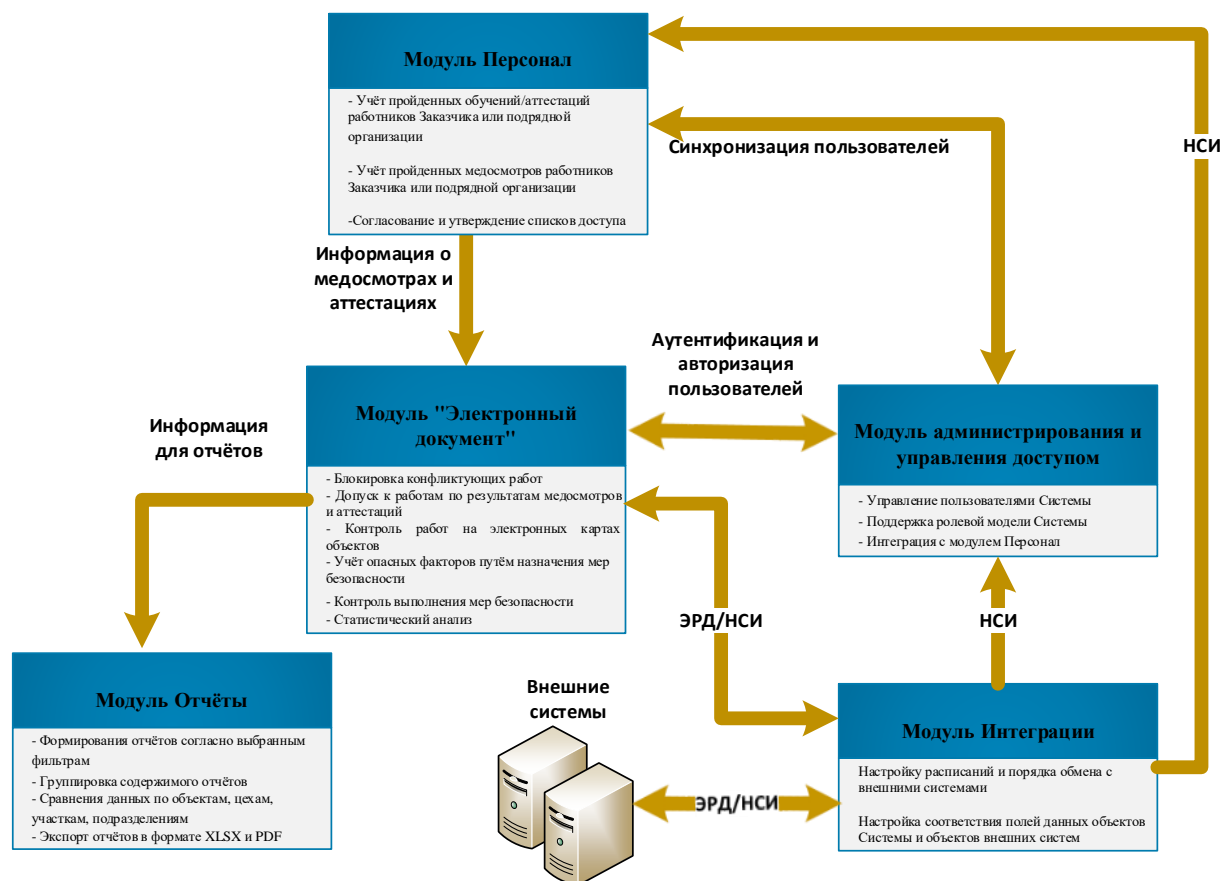 Модуль Персонал
- Учёт пройденных обучений/аттестаций
работников Заказчика или подрядной
организации
- Учёт пройденных медосмотров работников
Заказчика или подрядной организации
-Согласование и утверждение списков доступа
Синхронизация пользователей
НСИ
Информация о
медосмотрах и
аттестациях
Аутентификация и
авторизация
пользователей
Информация
для отчётов
Модуль "Электронный
документ"
- Блокировка конфликтующих работ
- Допуск к работам по результатам медосмотров
и аттестаций
- Контроль работ на электронных картах
объектов
- Учёт опасных факторов путём назначения мер
безопасности
- Контроль выполнения мер безопасности
- Статистический анализ
Модуль администрирования и
управления доступом
- Управление пользователями Системы
- Поддержка ролевой модели Системы
- Интеграция с модулем Персонал
ЭРД/НСИ
НСИ
Модуль Отчёты
- Формирования отчётов согласно выбранным
фильтрам
- Группировка содержимого отчётов
- Сравнения данных по объектам, цехам,
участкам, подразделениям
- Экспорт отчётов в формате XLSX и PDF
Внешние
системы
ЭРД/НСИ
Модуль Интеграции
Настройку расписаний и порядка обмена с
внешними системами
Настройка соответствия полей данных объектов
Системы и объектов внешних систем